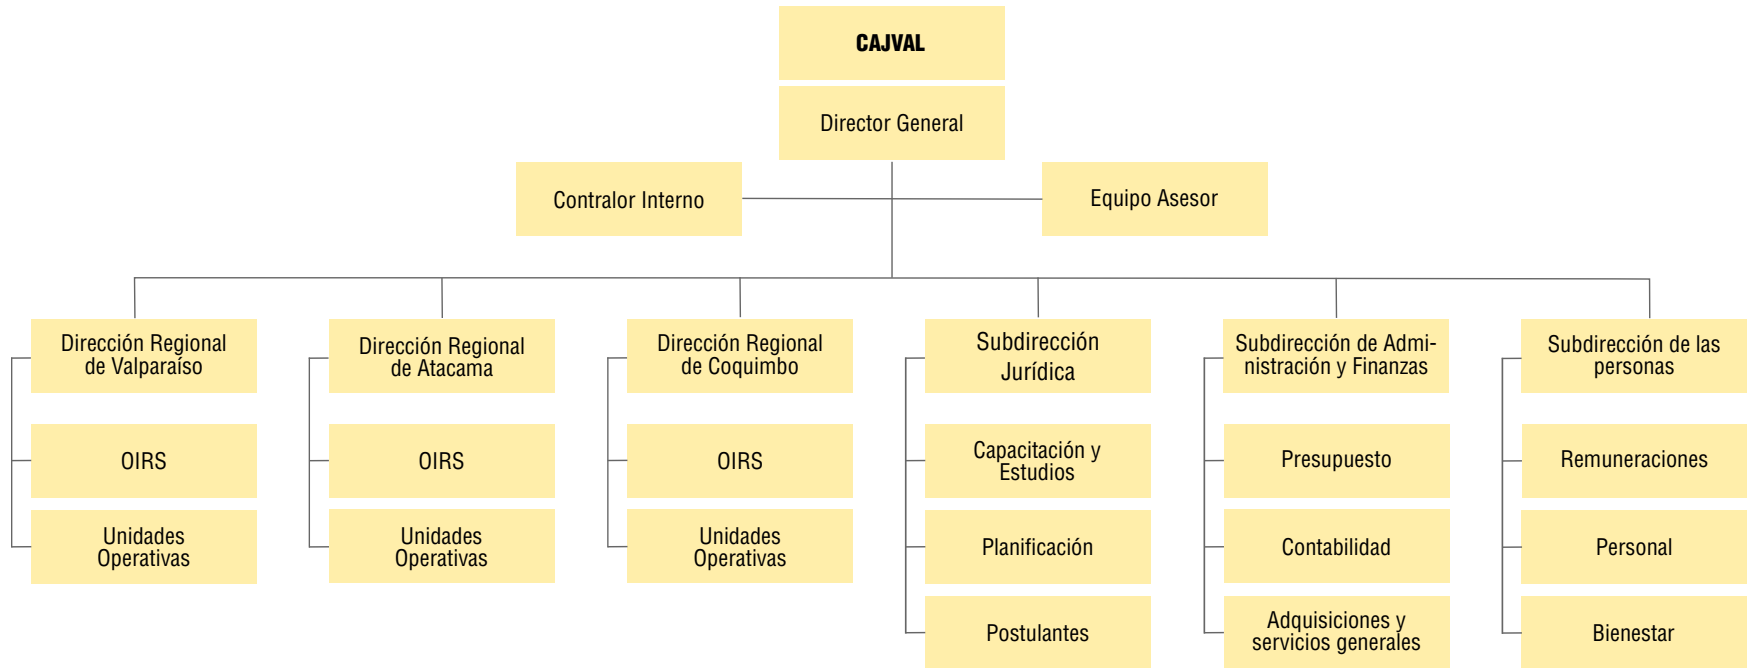 CAJVAL
Director General
Contralor Interno
Equipo Asesor
Dirección Regional
de Valparaíso
Dirección Regional
de Atacama
Dirección Regional
de Coquimbo
Subdirección
Jurídica
Subdirección de Admi-
nistración y Finanzas
Subdirección de las
personas
OIRS
OIRS
OIRS
Capacitación y
Estudios
Presupuesto
Remuneraciones
Unidades
Operativas
Unidades
Operativas
Unidades
Operativas
Planificación
Contabilidad
Personal
Postulantes
Adquisiciones y
servicios generales
Bienestar